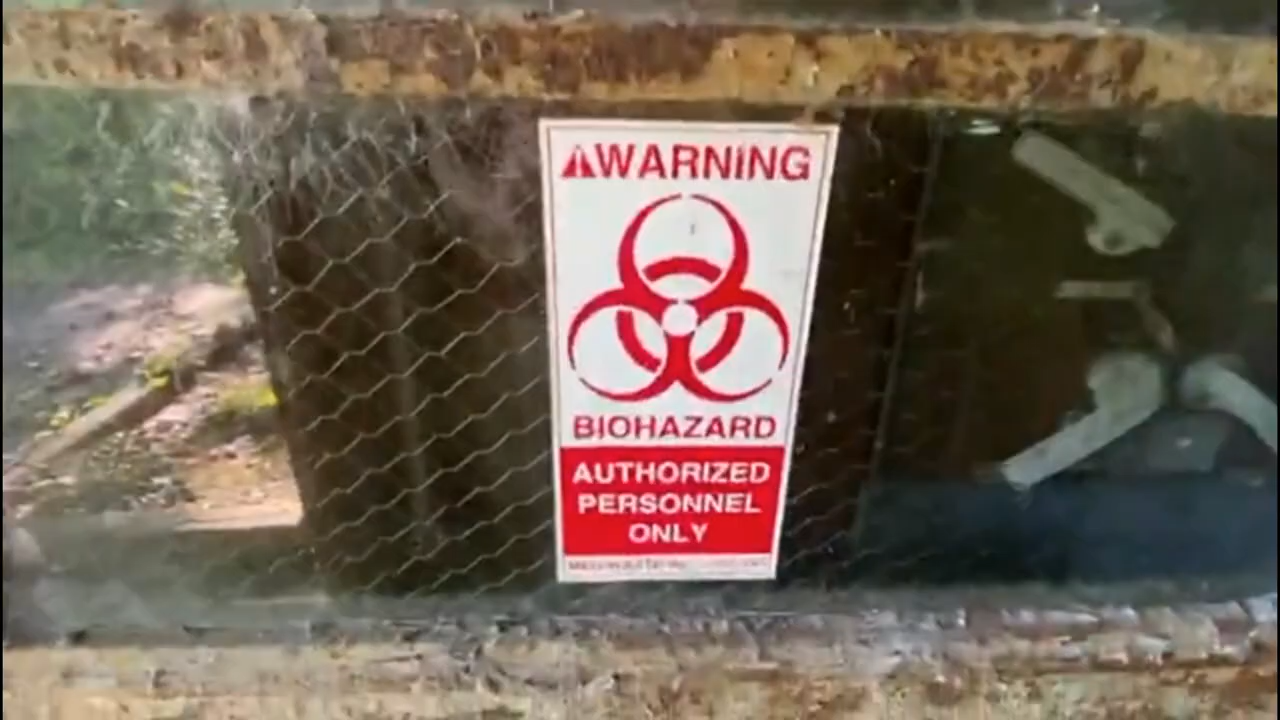 WARNING
BIOHAZARD
AUTHORIZED
PERSONNEL
ONLY